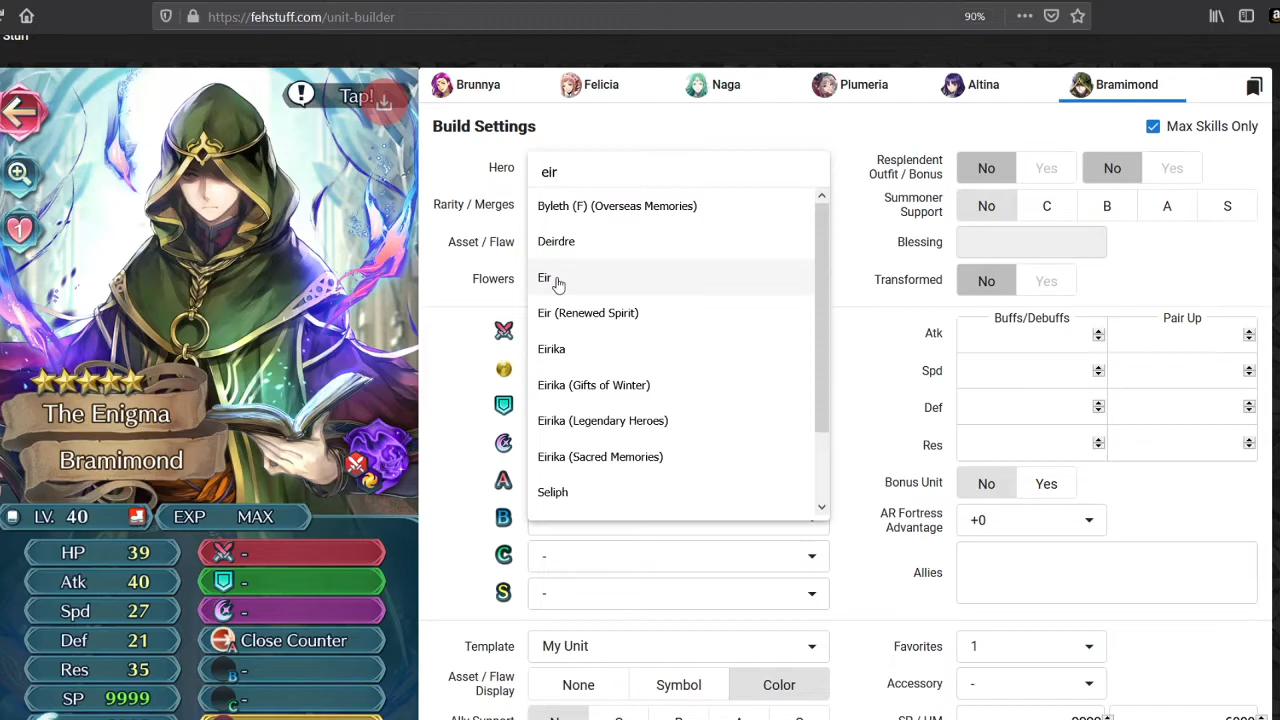 https://fehstuff.com/unit-builder
90%
Stuff
Tap!
Brunnya
Felicia
Naga
Plumeria
Altina
Bramimond
Build Settings
Max Skills Only
Hero
eir
Rarity / Merges
Asset / Flaw
Flowers
Byleth (F) (Overseas Memories)
Deirdre
Eir
Eir (Renewed Spirit)
Eirika
Eirika (Gifts of Winter)
Eirika (Legendary Heroes)
Eirika (Sacred Memories)
Seliph
Resplendent
Outfit / Bonus
No
Yes
No
Yes
Summoner
Support
No
C
B
A
S
Blessing
Transformed
No
Yes
Buffs/Debuffs
Pair Up
Atk
Spd
Def
Res
Bonus Unit
No
Yes
AR Fortress
Advantage
+0
Allies
A
B
C
-
S
-
Template
My Unit
Favorites
1
Asset / Flaw
Display
None
Symbol
Color
Accessory
-
1
The Enigma
Bramimond
LV. 40
EXP
MAX
HP 39
-
Atk 40
-
Spd 27
-
Def 21
A
Close Counter
Res 35
B
-
SP 9999
C
-